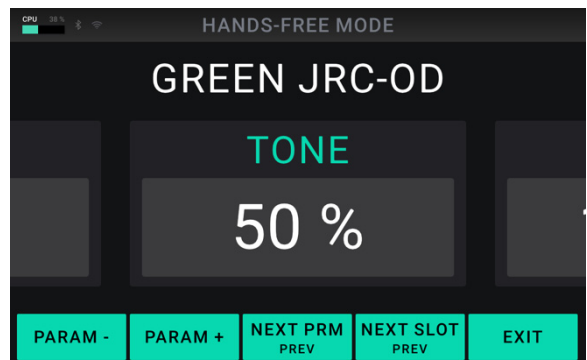 CPU 38 %
HANDS-FREE MODE
GREEN JRC-OD
TONE
50 %
PARAM -
PARAM +
NEXT PRM
PREV
NEXT SLOT
PREV
EXIT